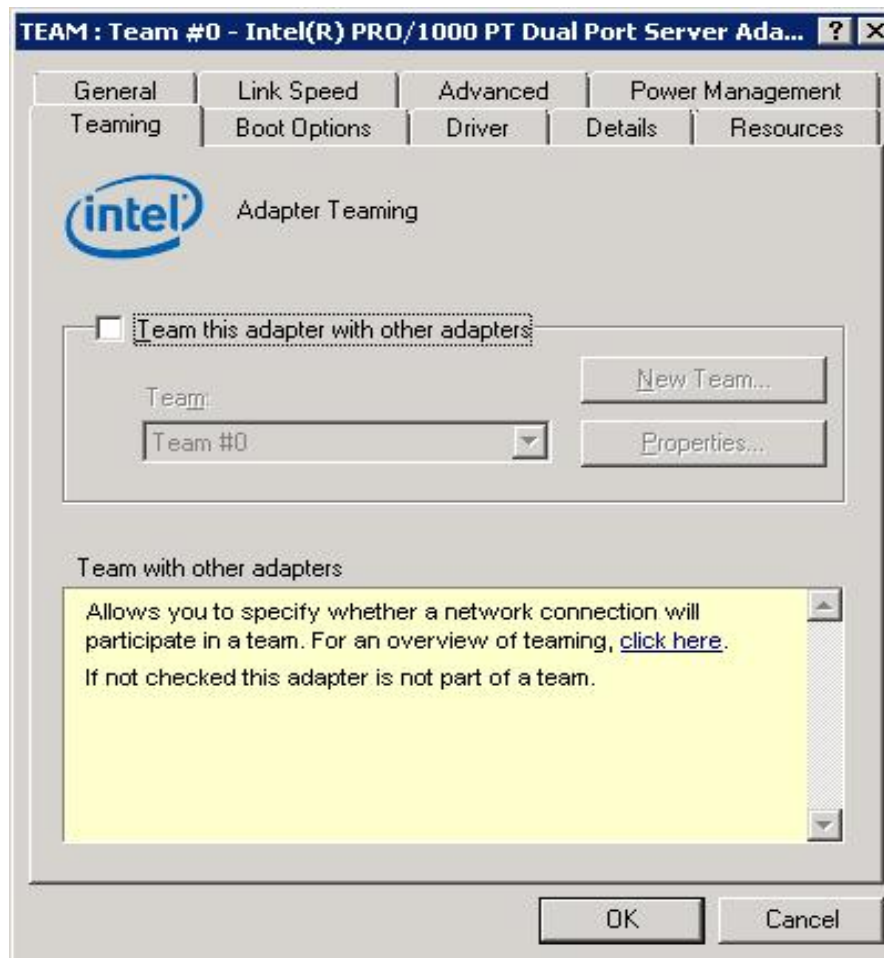 TEAM : Team #0 - Intel(R) PRO/1000 PT Dual Port Server Ada...
General
Link Speed
Advanced
Power Management
Teaming
Boot Options
Driver
Details
Resources
intel
Adapter Teaming
Team this adapter with other adapters
New Team...
Team:
Team #0
Properties...
Team with other adapters
Allows you to specify whether a network connection will
participate in a team. For an overview of teaming, click here.
If not checked this adapter is not part of a team.
OK
Cancel